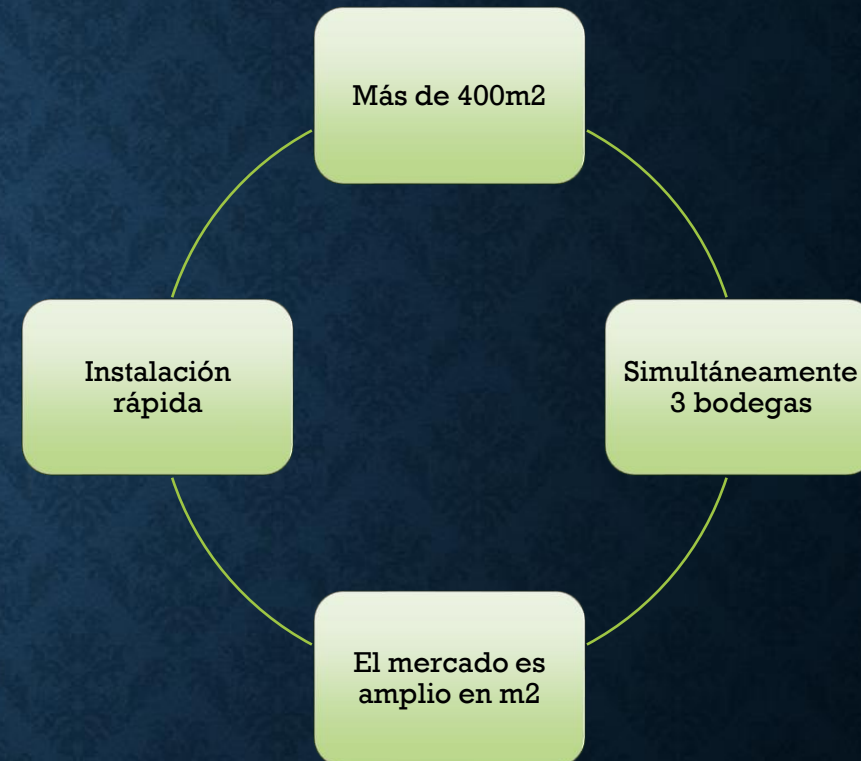 Más de 400m2
Instalación
rápida
Simultáneamente
3 bodegas
El mercado es
amplio en m2